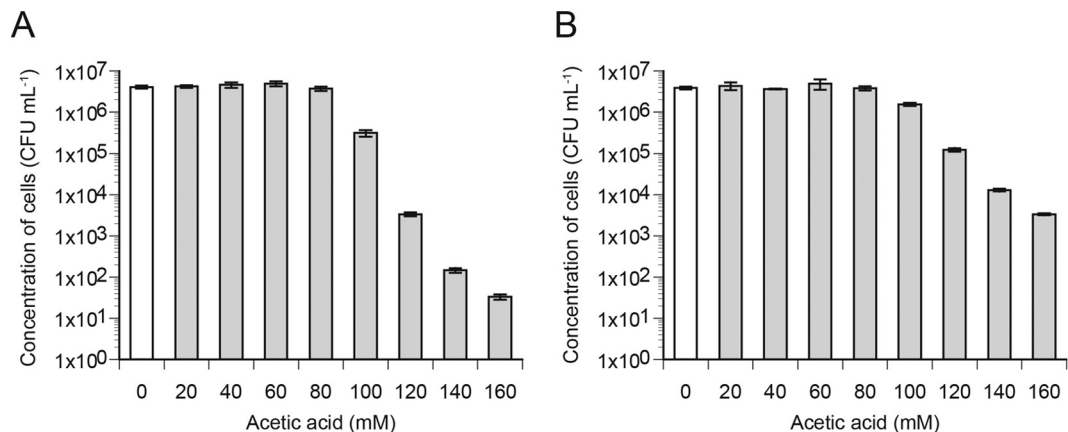 A
Concentration of cells (CFU mL⁻¹)
1x10⁷
1x10⁶
1x10⁵
1x10⁴
1x10³
1x10²
1x10¹
1x10⁰
0 20 40 60 80 100 120 140 160
Acetic acid (mM)
B
Concentration of cells (CFU mL⁻¹)
1x10⁷
1x10⁶
1x10⁵
1x10⁴
1x10³
1x10²
1x10¹
1x10⁰
0 20 40 60 80 100 120 140 160
Acetic acid (mM)